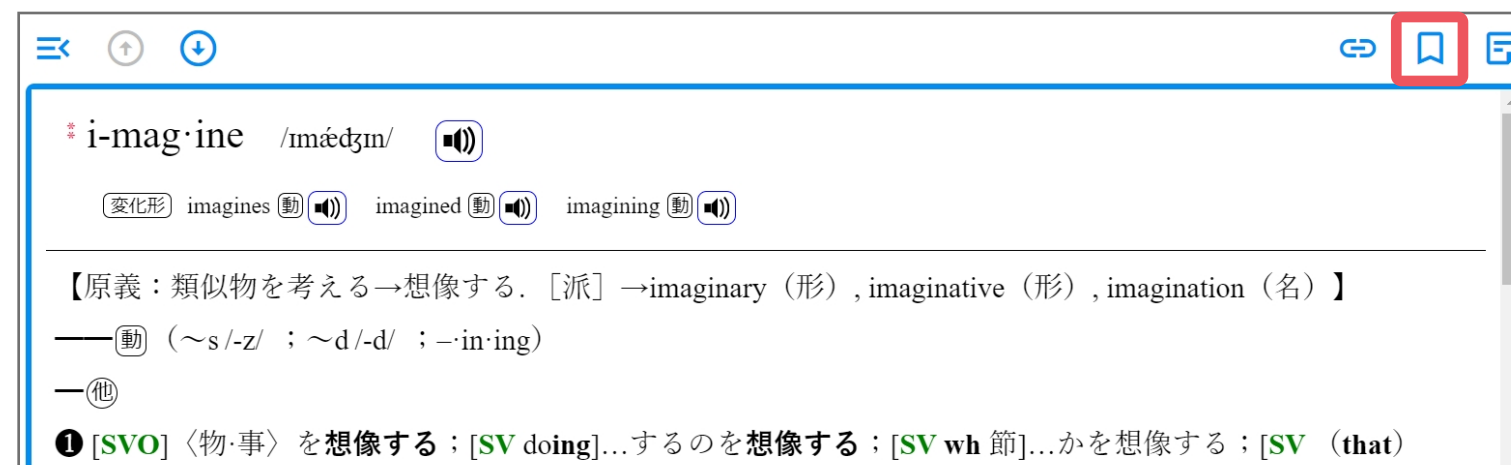 ⁑ i-mag·ine /ɪmǽdʒɪn/
変化形 imagines 動 imagined 動 imagining 動
【原義：類似物を考える→想像する．［派］→imaginary（形）, imaginative（形）, imagination（名）】
——動（～s /-z/ ；～d /-d/ ；–·in·ing）
—他
❶ [SVO]〈物·事〉を想像する；[SV doing]…するのを想像する；[SV wh 節]…かを想像する；[SV （that）